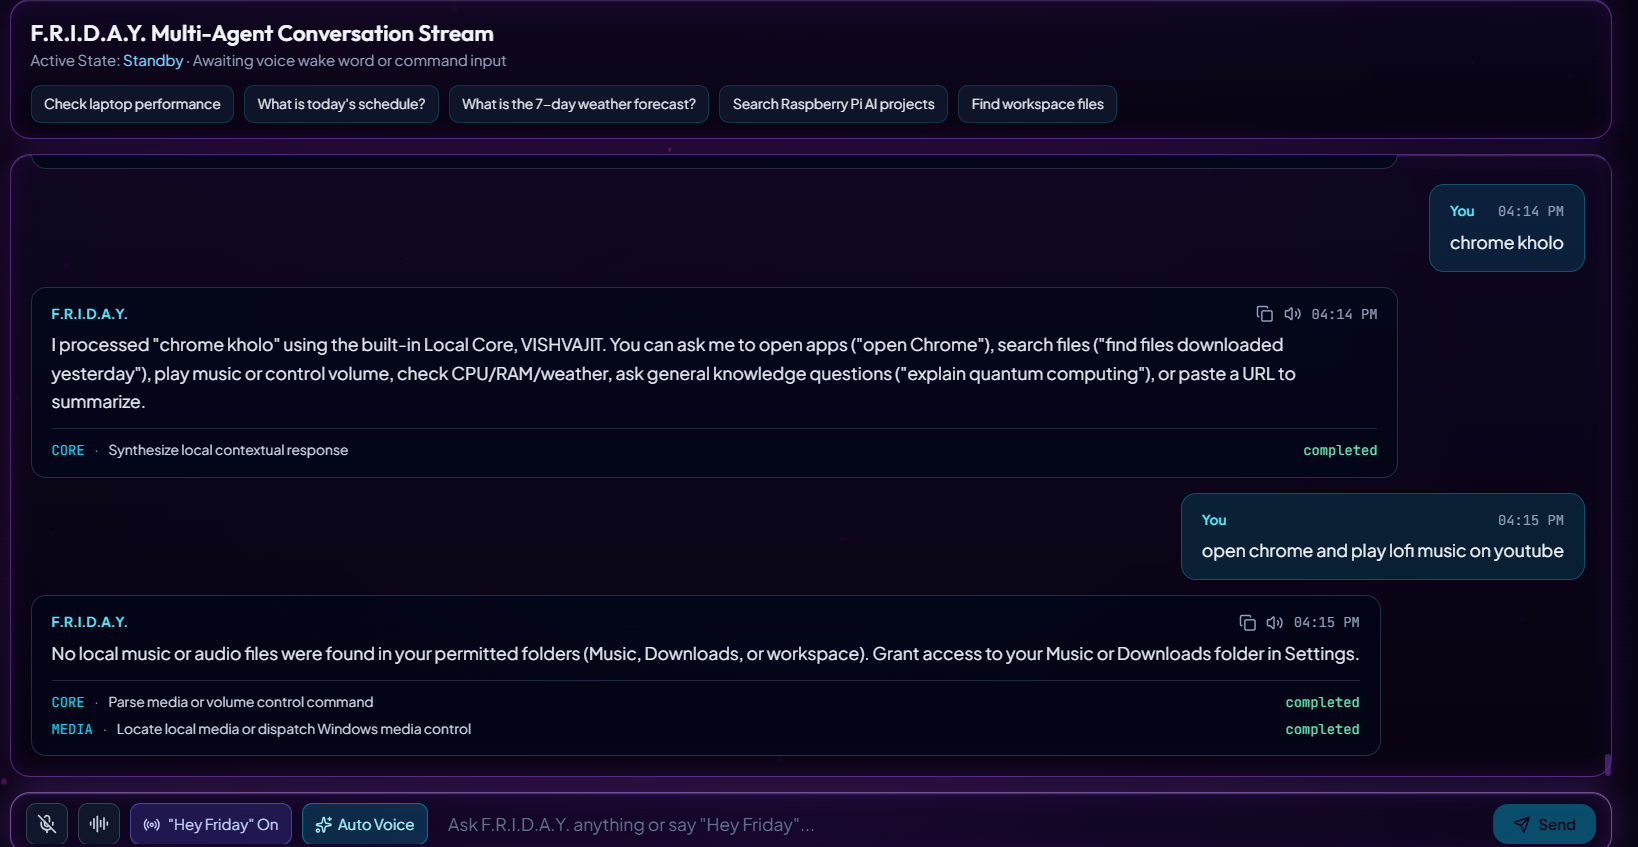 F.R.I.D.A.Y. Multi-Agent Conversation Stream
Active State: Standby · Awaiting voice wake word or command input
Check laptop performance
What is today's schedule?
What is the 7-day weather forecast?
Search Raspberry Pi AI projects
Find workspace files
You 04:14 PM
chrome kholo
F.R.I.D.A.Y. 04:14 PM
I processed "chrome kholo" using the built-in Local Core, VISHVAJIT. You can ask me to open apps ("open Chrome"), search files ("find files downloaded
yesterday"), play music or control volume, check CPU/RAM/weather, ask general knowledge questions ("explain quantum computing"), or paste a URL to
summarize.
CORE · Synthesize local contextual response completed
You 04:15 PM
open chrome and play lofi music on youtube
F.R.I.D.A.Y. 04:15 PM
No local music or audio files were found in your permitted folders (Music, Downloads, or workspace). Grant access to your Music or Downloads folder in Settings.
CORE · Parse media or volume control command completed
MEDIA · Locate local media or dispatch Windows media control completed
"Hey Friday" On
Auto Voice
Ask F.R.I.D.A.Y. anything or say "Hey Friday"...
Send